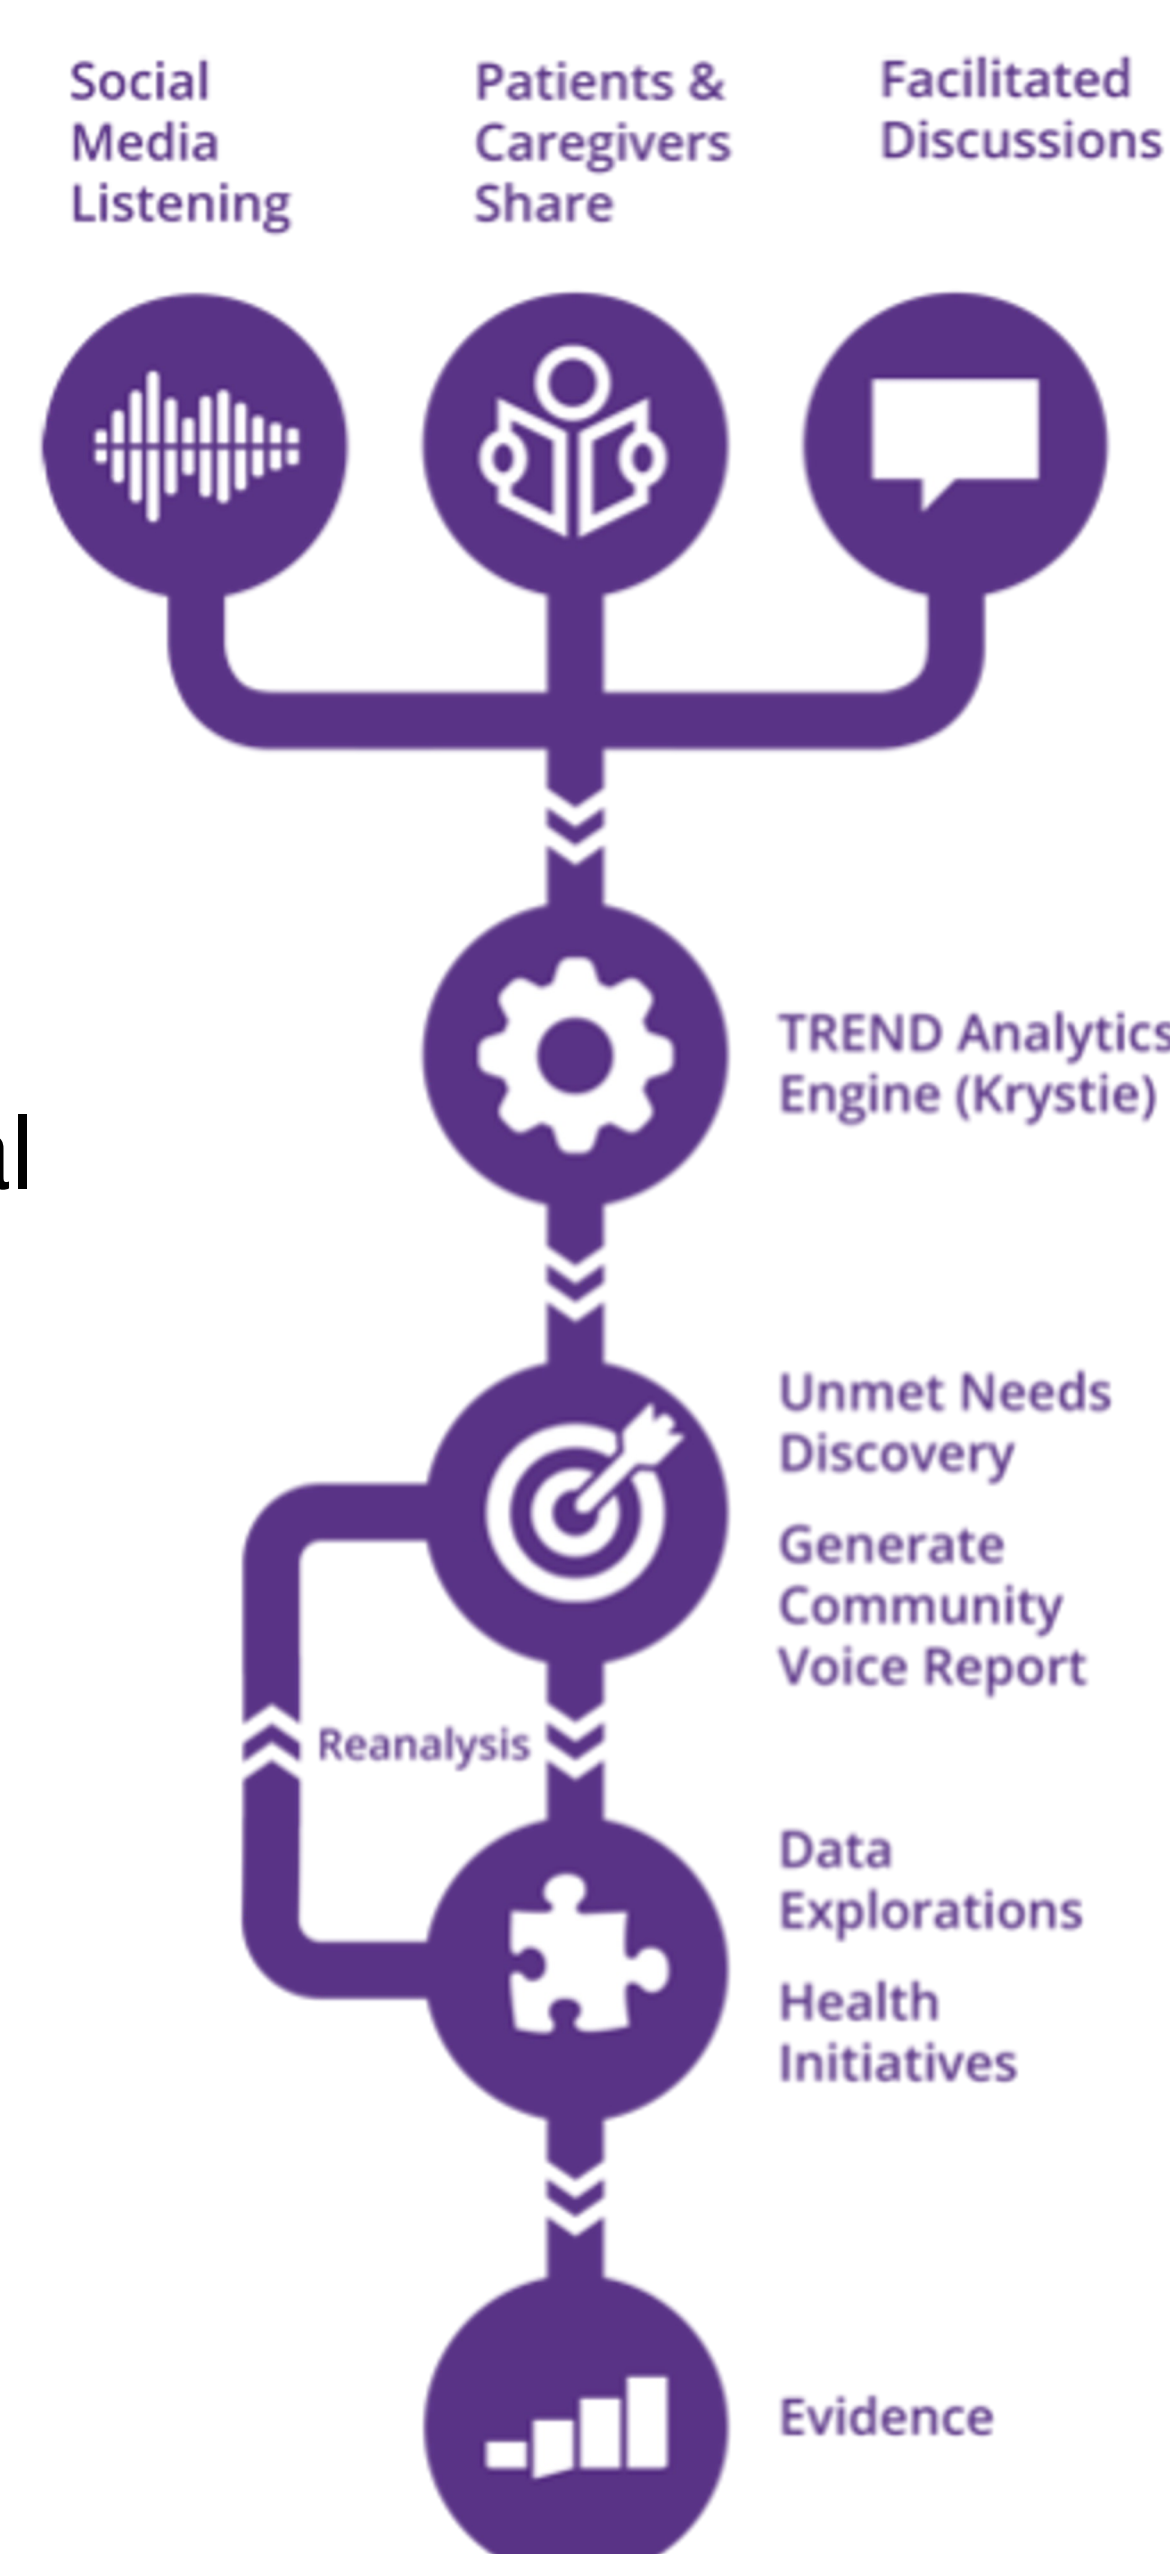 Social
Media
Listening
Patients &
Caregivers
Share
Facilitated
Discussions
TREND Analytics
Engine (Krystie)
al
Unmet Needs
Discovery
Generate
Community
Voice Report
Reanalysis
Data
Explorations
Health
Initiatives
Evidence